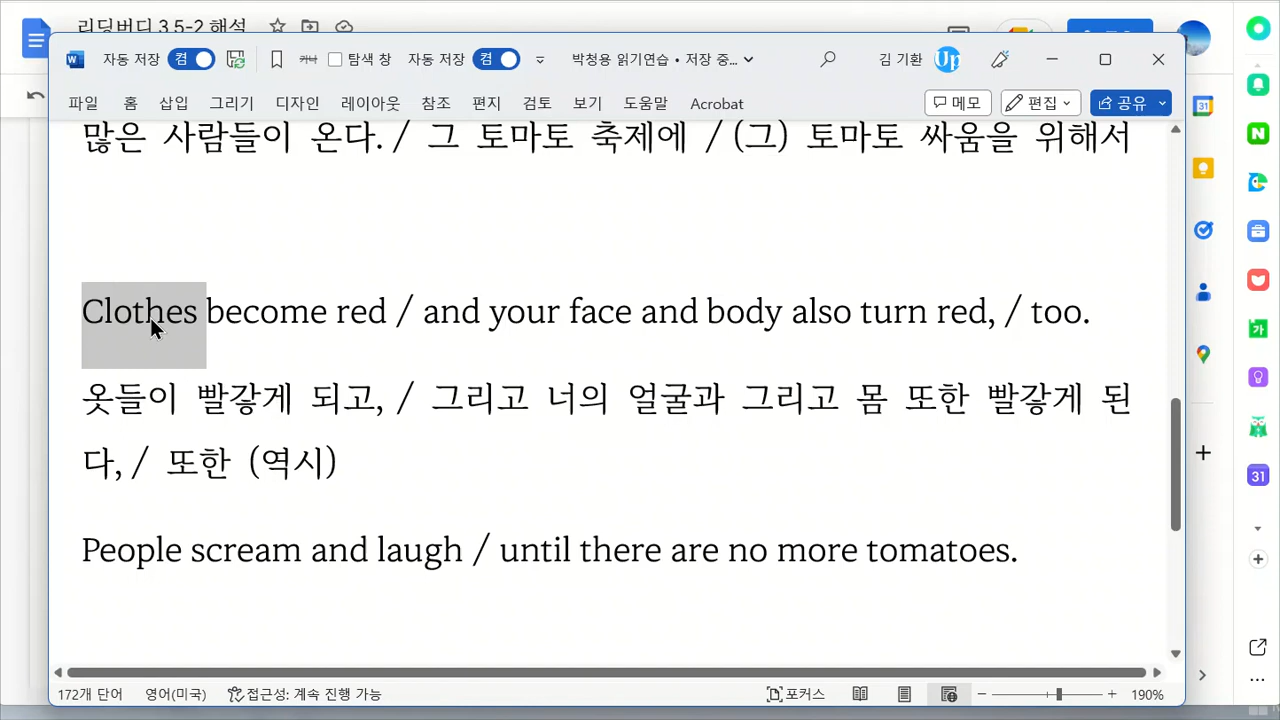 리딩버디 3.5-2 해설
자동 저장 켬 탐색 창 자동 저장 켬 박청용 읽기연습 • 저장 중... 김 기환 Up
파일 홈 삽입 그리기 디자인 레이아웃 참조 편지 검토 보기 도움말 Acrobat 메모 편집 공유
많은 사람들이 온다. / 그 토마토 축제에 / (그) 토마토 싸움을 위해서
Clothes become red / and your face and body also turn red, / too.
옷들이 빨갛게 되고, / 그리고 너의 얼굴과 그리고 몸 또한 빨갛게 된
다, / 또한 (역시)
People scream and laugh / until there are no more tomatoes.
172개 단어 영어(미국) 접근성: 계속 진행 가능 포커스 190%
31
N
가
31